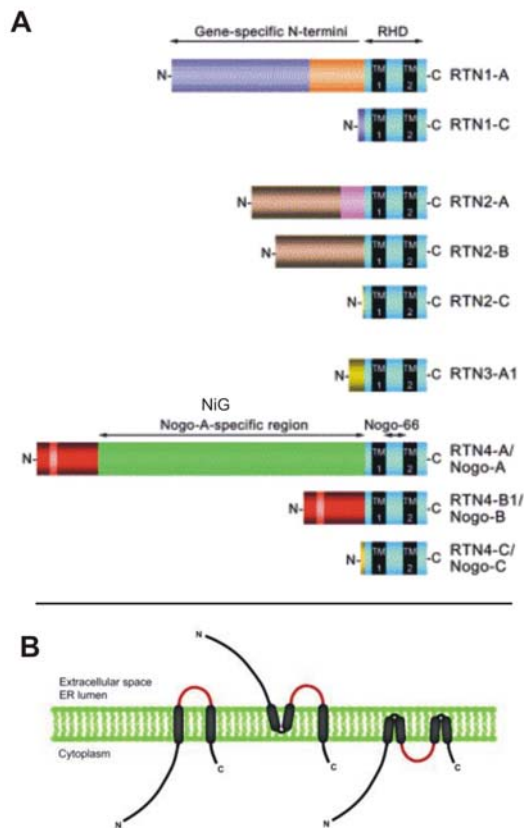 A
Gene-specific N-termini RHD
N- TM 1 TM 2 -C RTN1-A
N- TM 1 TM 2 -C RTN1-C
N- TM 1 TM 2 -C RTN2-A
N- TM 1 TM 2 -C RTN2-B
N- TM 1 TM 2 -C RTN2-C
N- TM 1 TM 2 -C RTN3-A1
NiG
Nogo-A-specific region Nogo-66
N- TM 1 TM 2 -C RTN4-A/
Nogo-A
N- TM 1 TM 2 -C RTN4-B1/
Nogo-B
N- TM 1 TM 2 -C RTN4-C/
Nogo-C
B
N
Extracellular space
ER lumen
Cytoplasm
C C C
N N